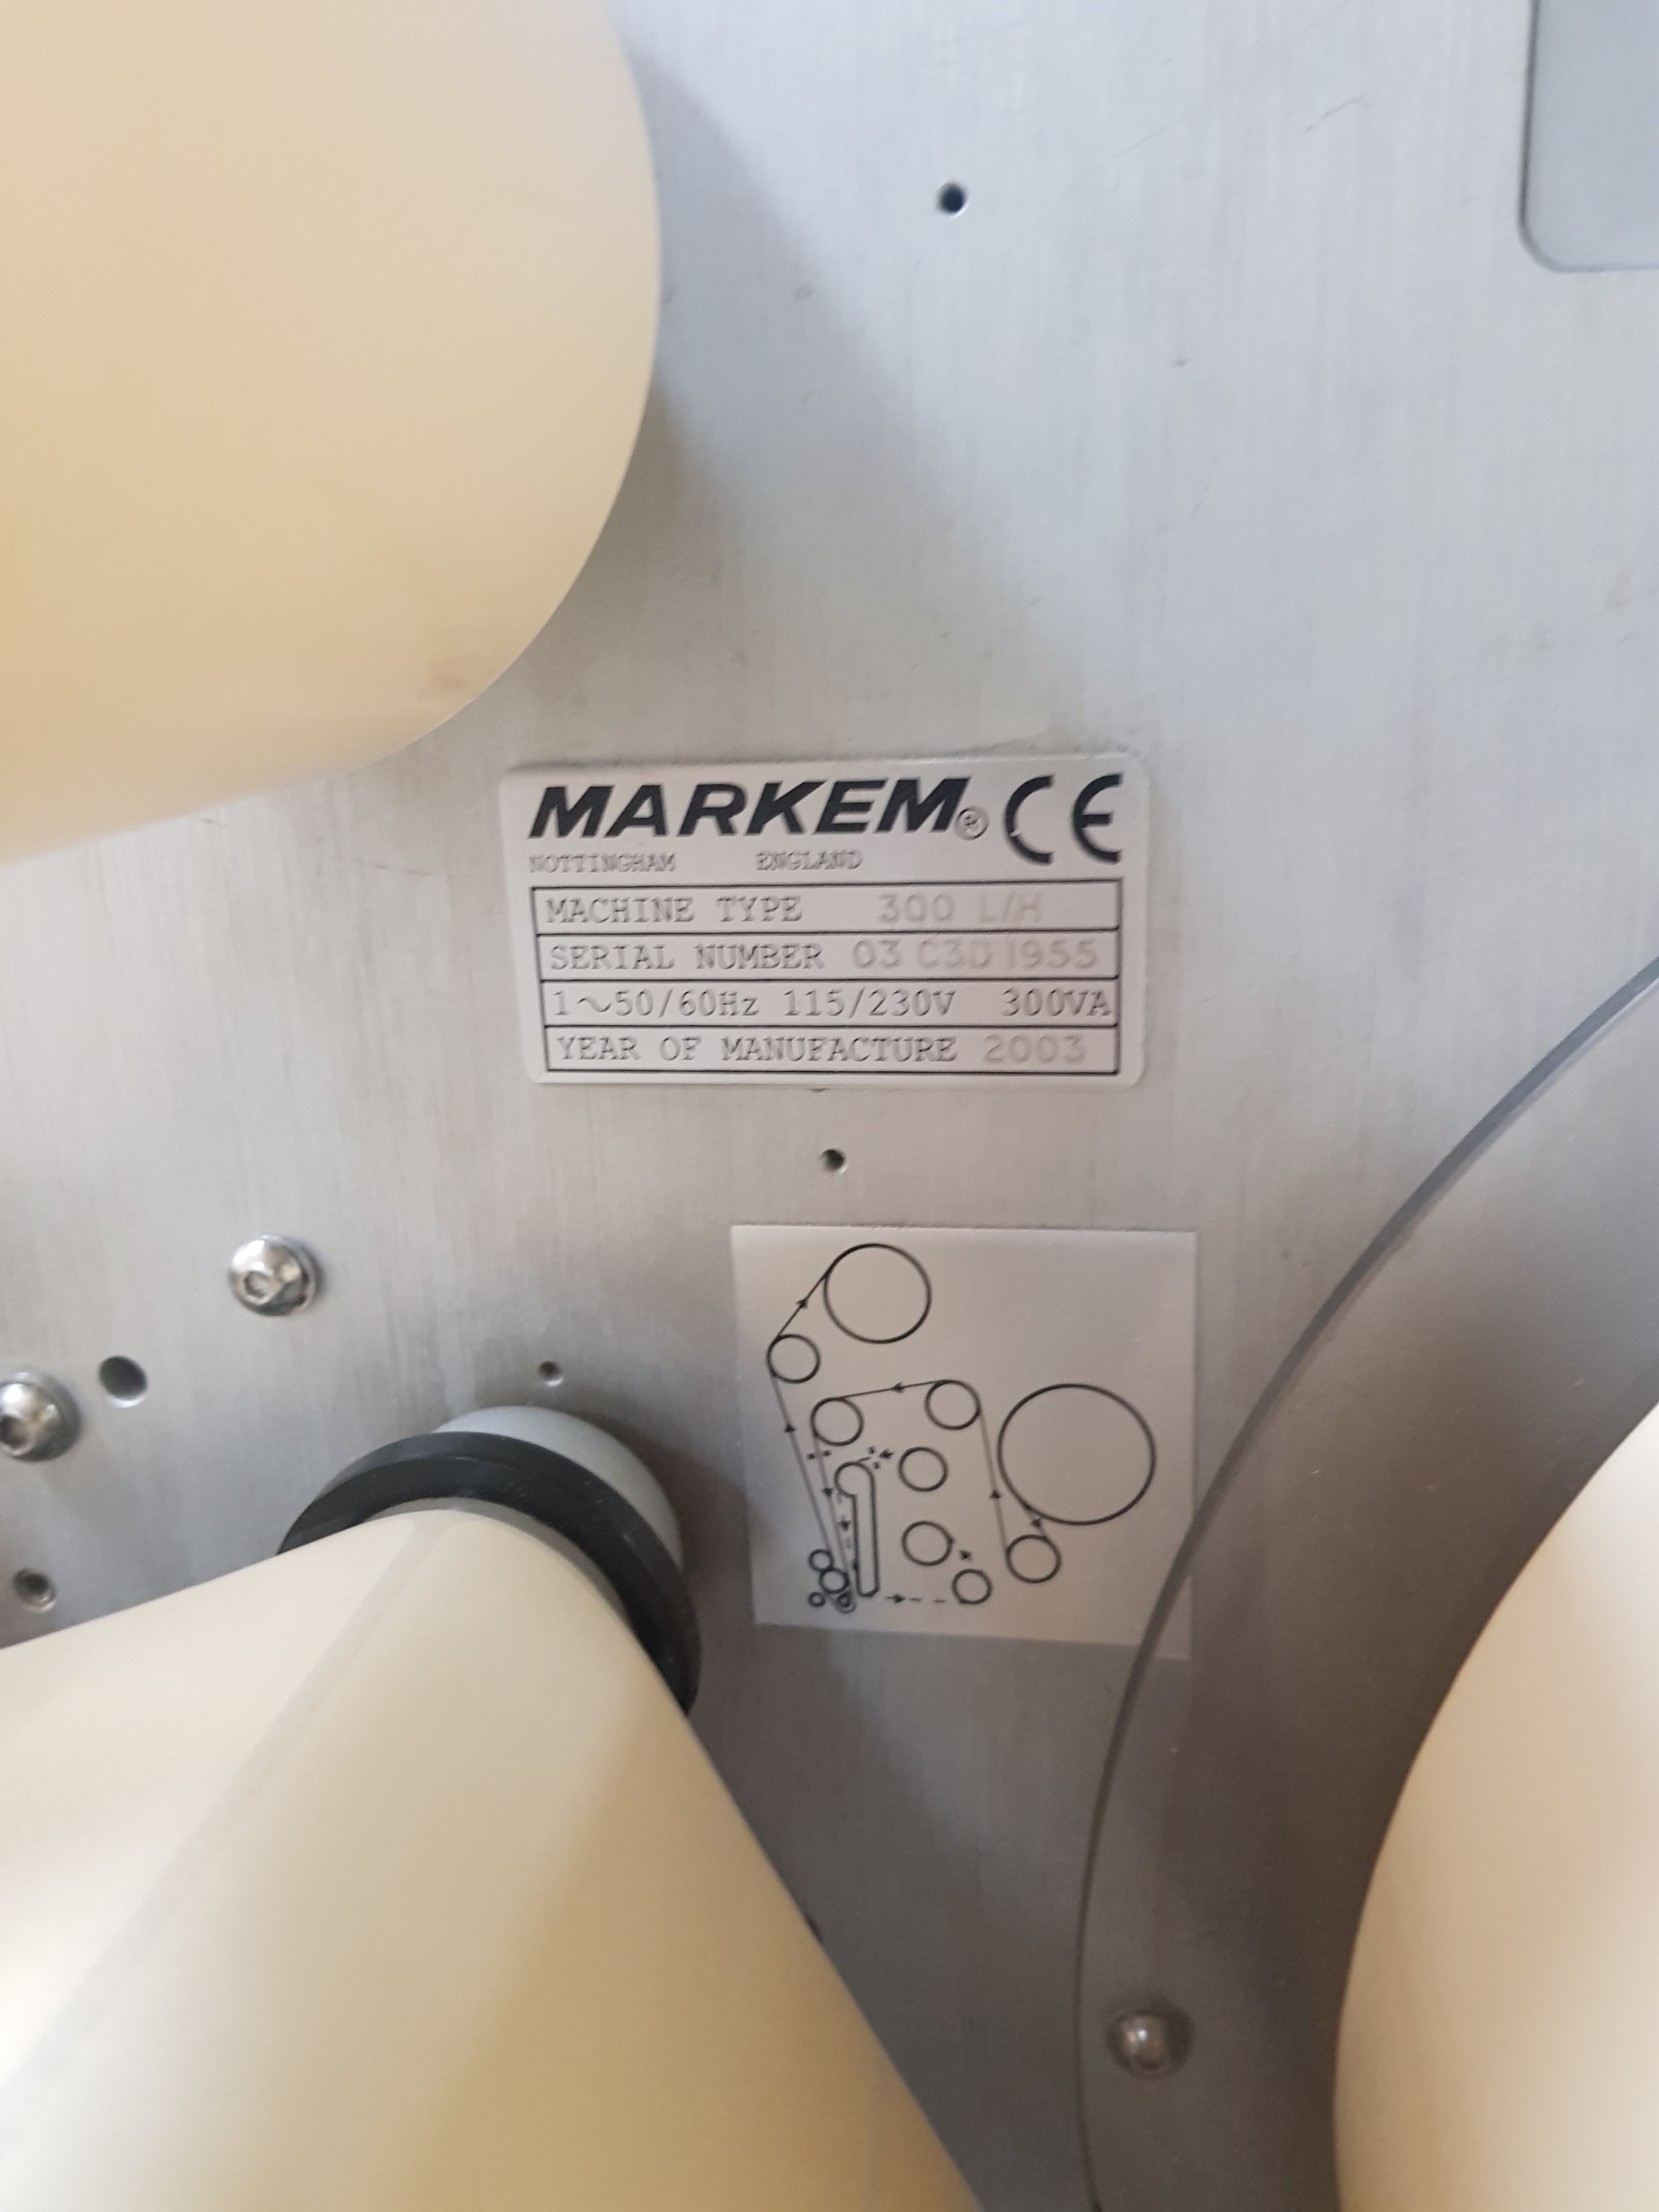 MARKEM® CE
NOTTINGHAM ENGLAND
MACHINE TYPE 300 L/H
SERIAL NUMBER 03 C3D 1955
1~50/60Hz 115/230V 300VA
YEAR OF MANUFACTURE 2003